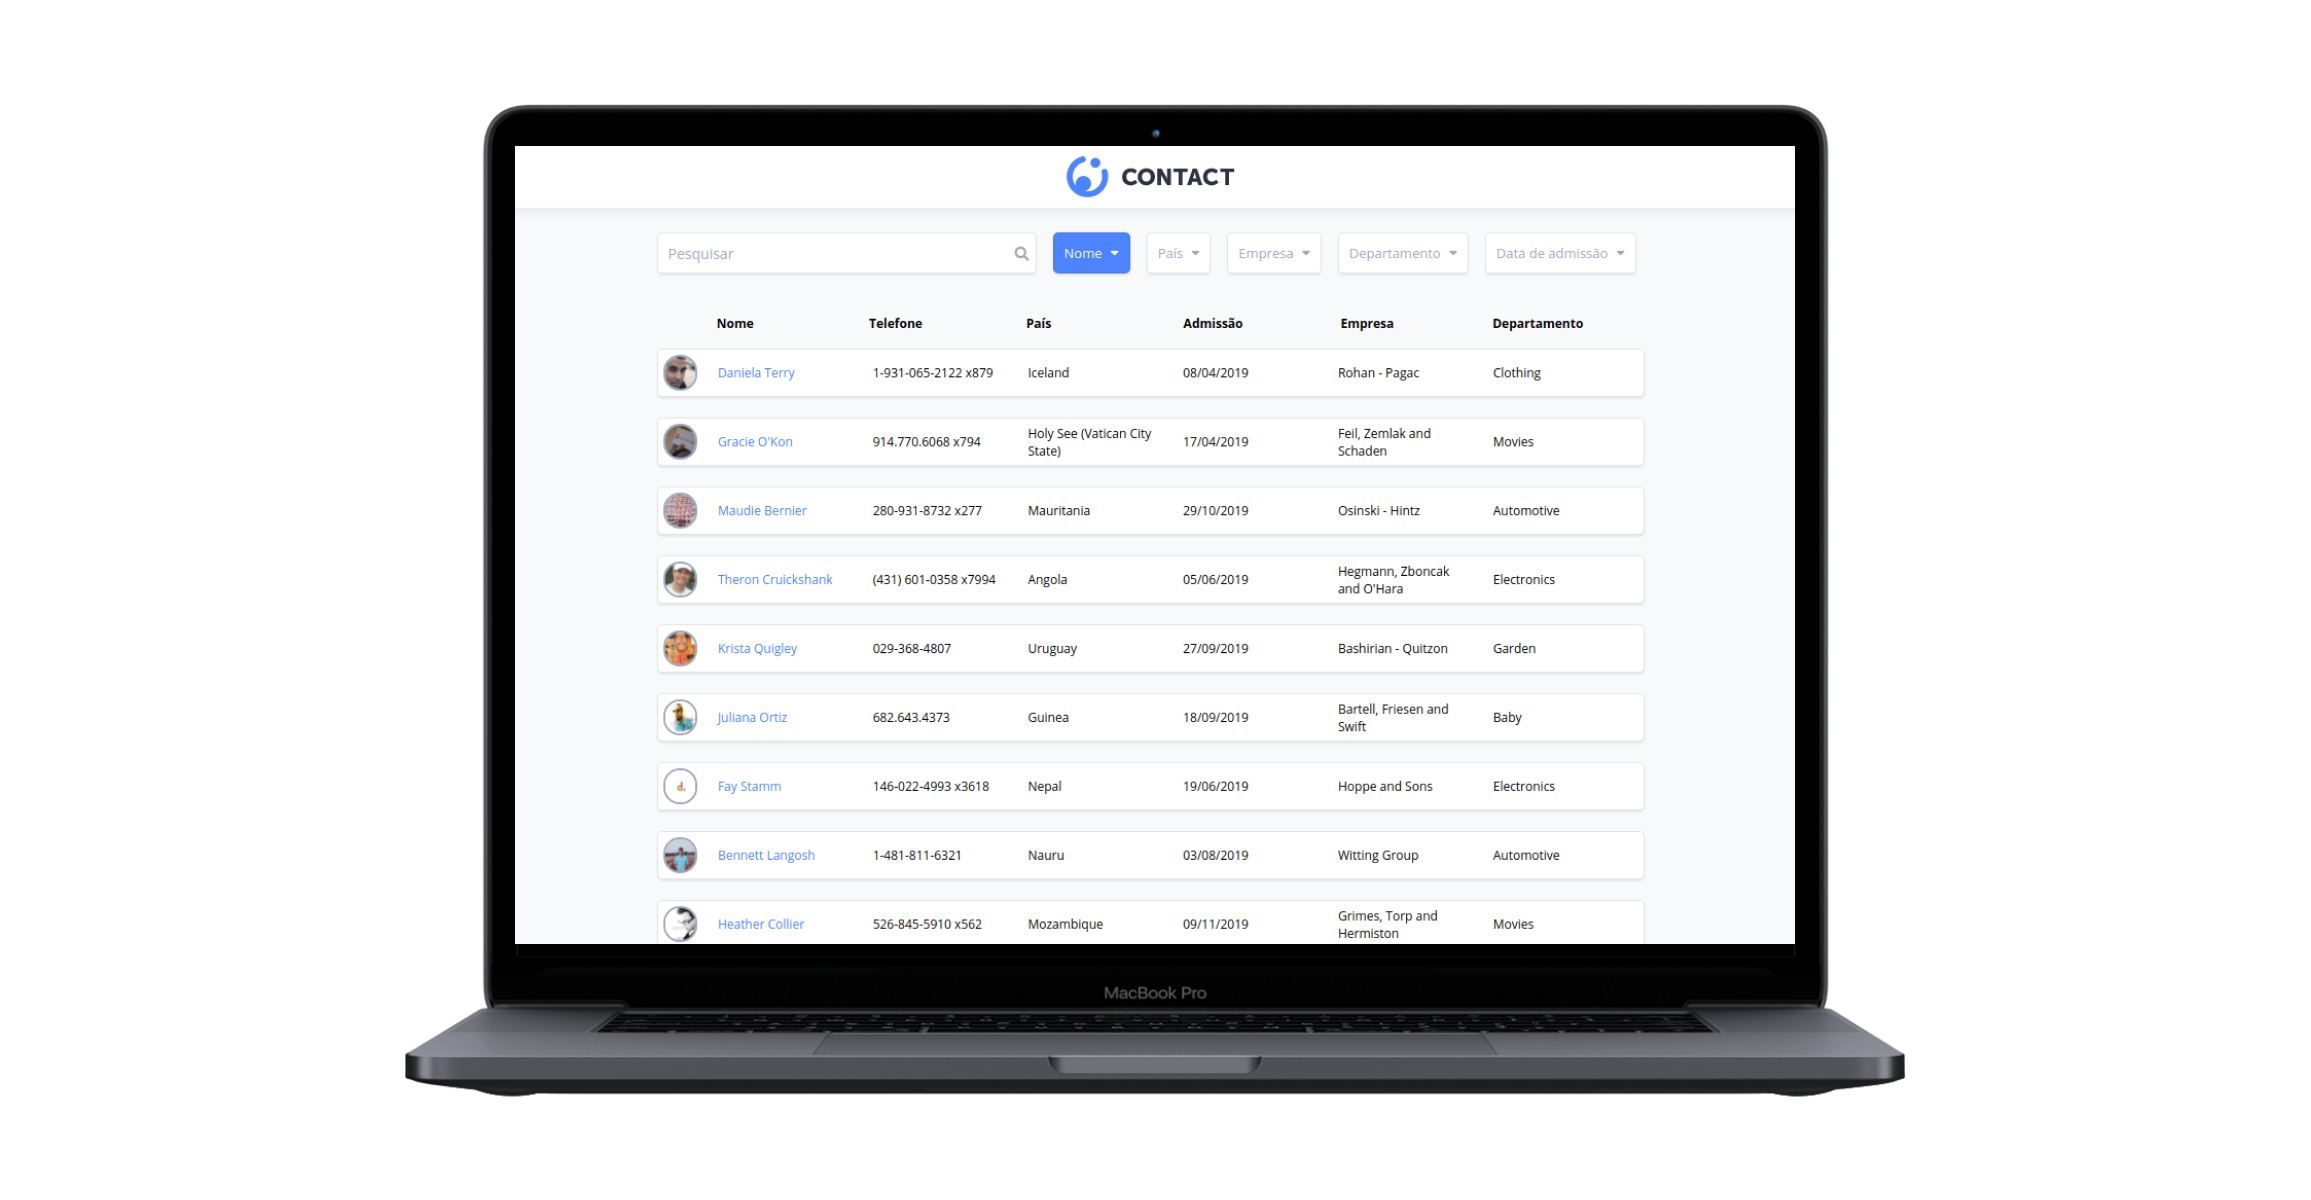 CONTACT
Pesquisar
Nome
País
Empresa
Departamento
Data de admissão
Nome Telefone País Admissão Empresa Departamento
Daniela Terry 1-931-065-2122 x879 Iceland 08/04/2019 Rohan - Pagac Clothing
Gracie O'Kon 914.770.6068 x794 Holy See (Vatican City
State) 17/04/2019 Feil, Zemlak and
Schaden Movies
Maudie Bernier 280-931-8732 x277 Mauritania 29/10/2019 Osinski - Hintz Automotive
Theron Cruickshank (431) 601-0358 x7994 Angola 05/06/2019 Hegmann, Zboncak
and O'Hara Electronics
Krista Quigley 029-368-4807 Uruguay 27/09/2019 Bashirian - Quitzon Garden
Juliana Ortiz 682.643.4373 Guinea 18/09/2019 Bartell, Friesen and
Swift Baby
d. Fay Stamm 146-022-4993 x3618 Nepal 19/06/2019 Hoppe and Sons Electronics
Bennett Langosh 1-481-811-6321 Nauru 03/08/2019 Witting Group Automotive
Heather Collier 526-845-5910 x562 Mozambique 09/11/2019 Grimes, Torp and
Hermiston Movies
MacBook Pro